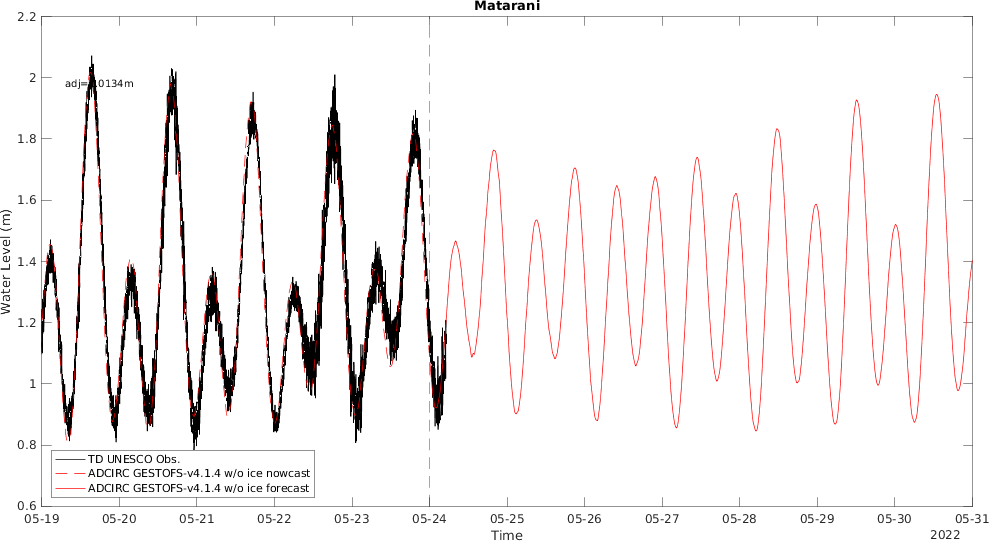 Matarani
2.2
2
1.8
1.6
1.4
1.2
1
0.8
0.6
Water Level (m)
TD UNESCO Obs.
ADCIRC GESTOFS-v4.1.4 w/o ice nowcast
ADCIRC GESTOFS-v4.1.4 w/o ice forecast
05-19 05-20 05-21 05-22 05-23 05-24 05-25 05-26 05-27 05-28 05-29 05-30 05-31
Time
2022